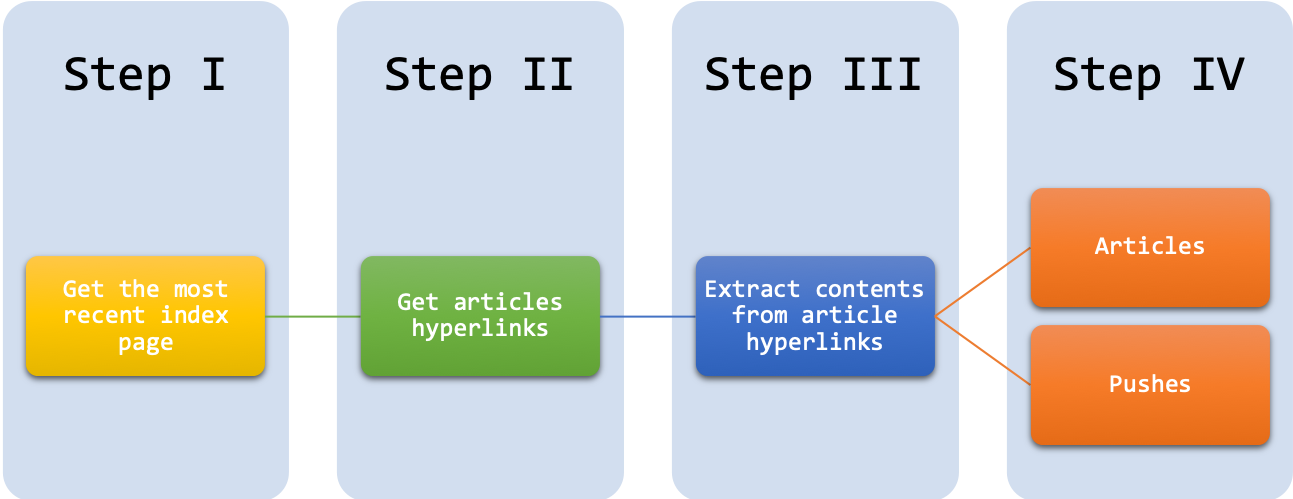 Step I
Step II
Step III
Step IV
Get the most
recent index
page
Get articles
hyperlinks
Extract contents
from article
hyperlinks
Articles
Pushes